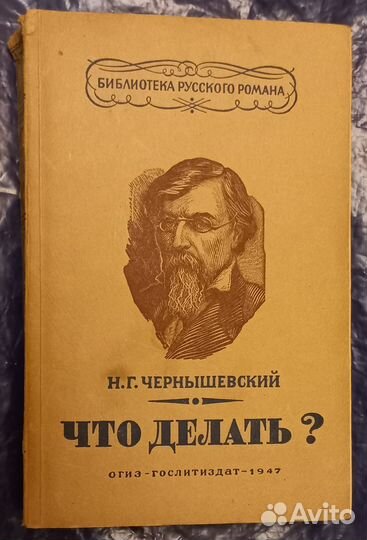 БИБЛИОТЕКА РУССКОГО РОМАНА
Н.Г. ЧЕРНЫШЕВСКИЙ
ЧТО ДЕЛАТЬ?
ОГИЗ-ГОСЛИТИЗДАТ-1947
Avito